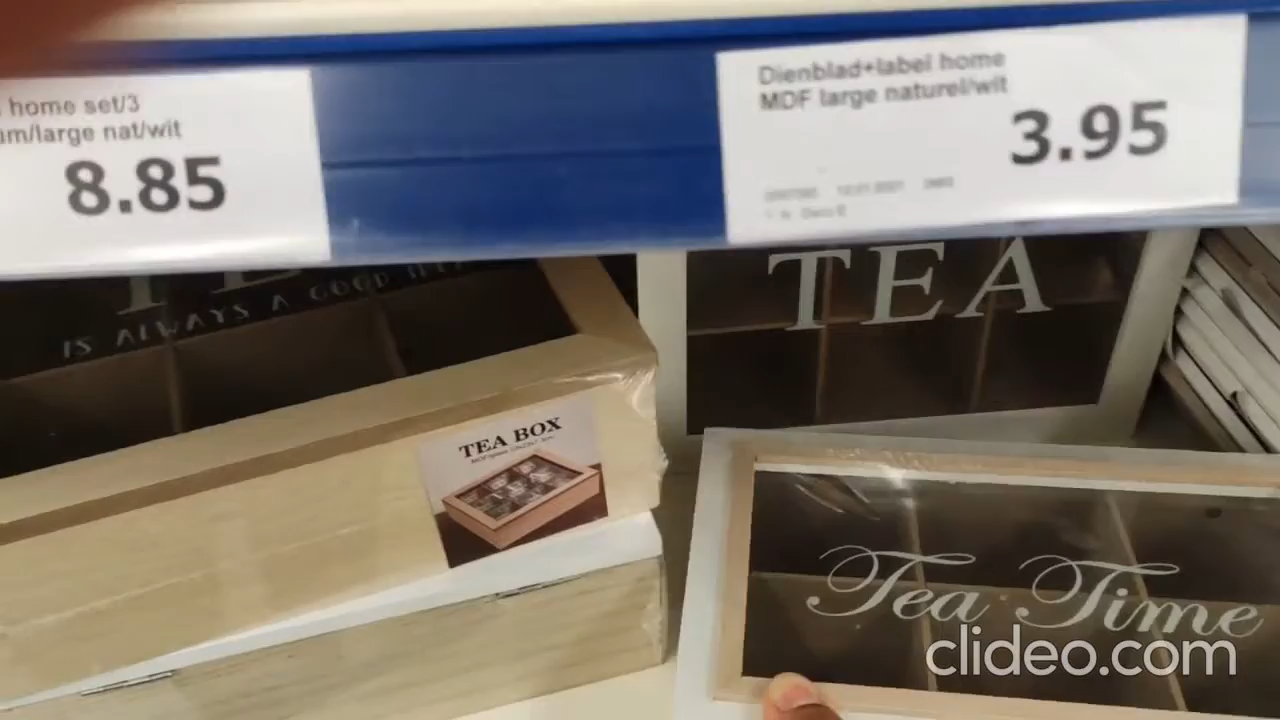 home set/3
um/large nat/wit
8.85
Dienblad+label home
MDF large naturel/wit
3.95
IS ALWAYS A GOOD
TEA
TEA BOX
Tea Time
clideo.com